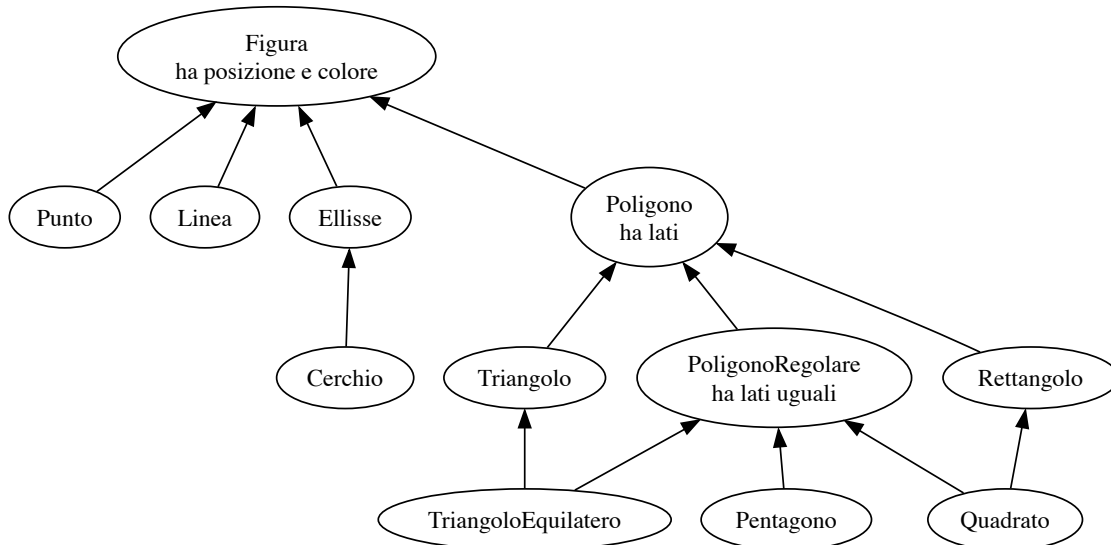 Figura
ha posizione e colore
Punto
Linea
Ellisse
Poligono
ha lati
Cerchio
Triangolo
PoligonoRegolare
ha lati uguali
Rettangolo
TriangoloEquilatero
Pentagono
Quadrato